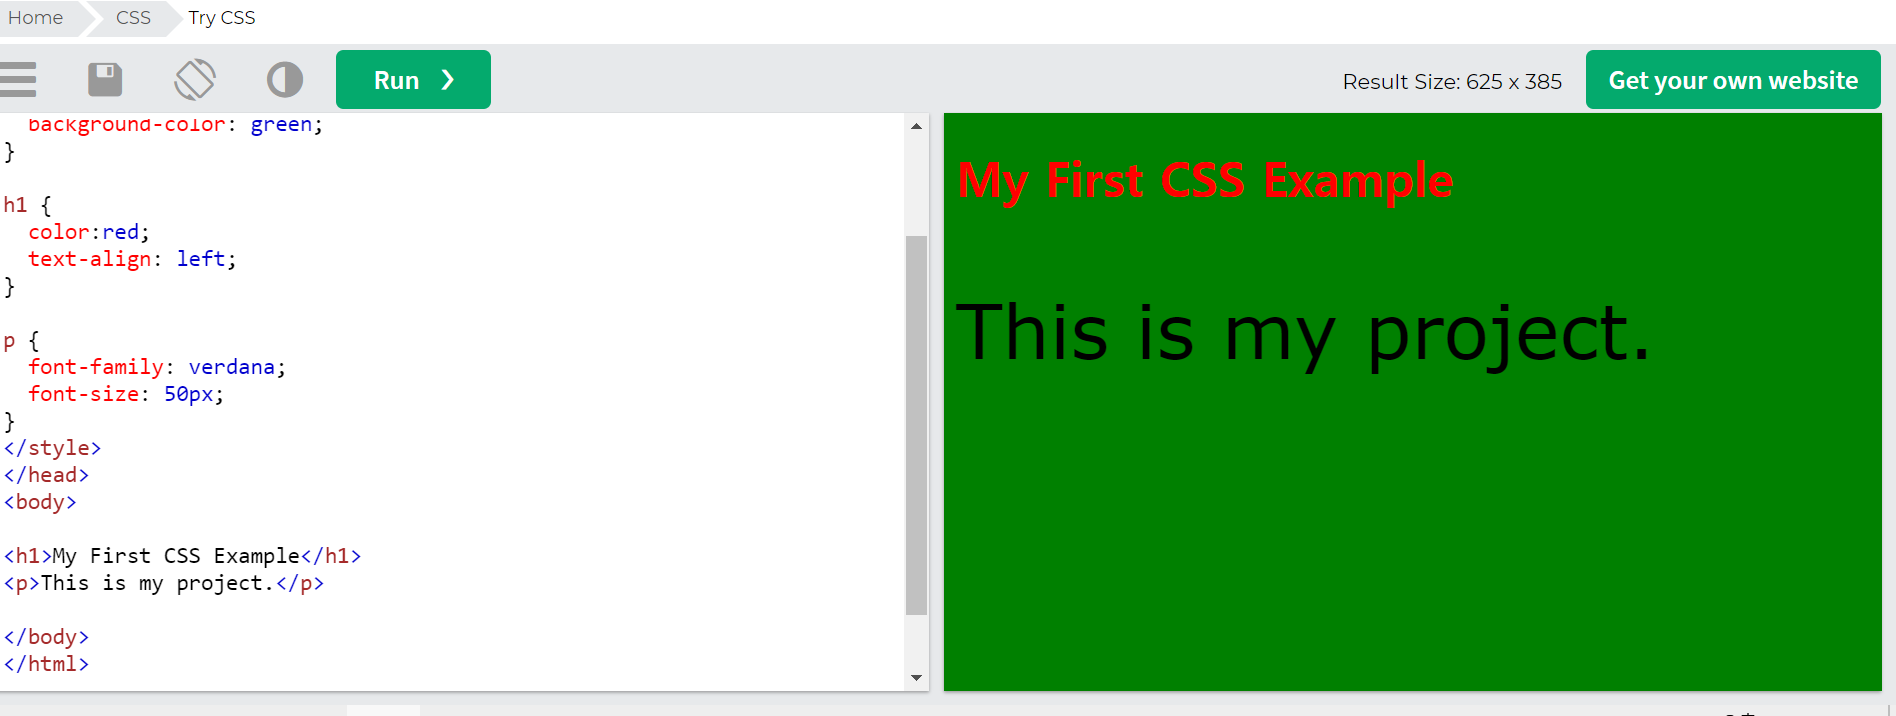 Home CSS Try CSS
Run ❯ Result Size: 625 x 385 Get your own website
background-color: green;
}
h1 {
color:red;
text-align: left;
}
p {
font-family: verdana;
font-size: 50px;
}
</style>
</head>
<body>
<h1>My First CSS Example</h1>
<p>This is my project.</p>
</body>
</html>
My First CSS Example
This is my project.